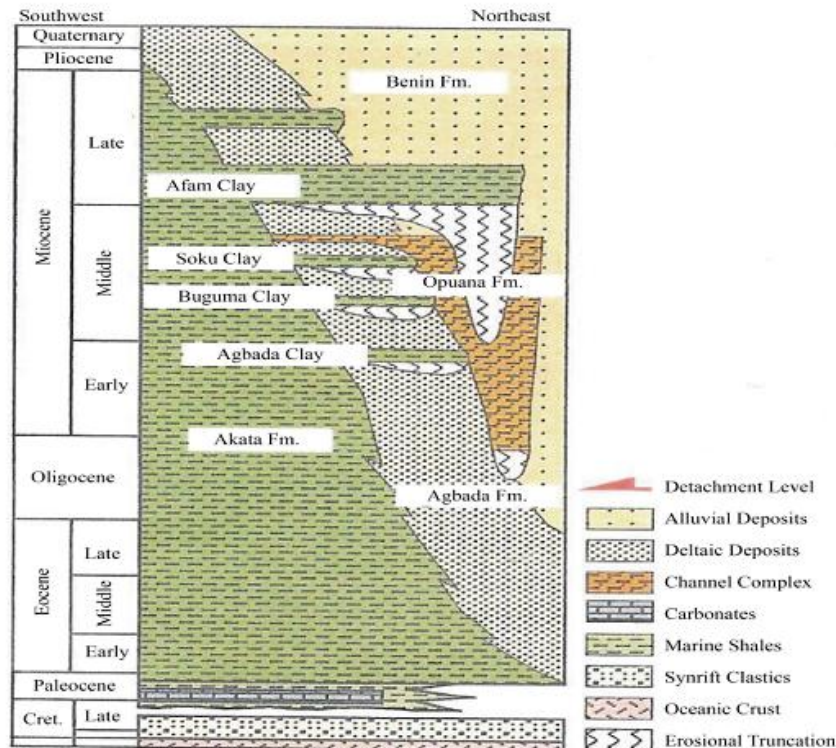 Southwest Northeast
Quaternary
Pliocene
Benin Fm.
Late
Afam Clay
Miocene
Middle
Soku Clay
Opuana Fm.
Buguma Clay
Agbada Clay
Early
Akata Fm.
Oligocene
Agbada Fm.
Late
Eocene
Middle
Early
Paleocene
Cret. Late
Detachment Level
Alluvial Deposits
Deltaic Deposits
Channel Complex
Carbonates
Marine Shales
Synrift Clastics
Oceanic Crust
Erosional Truncation